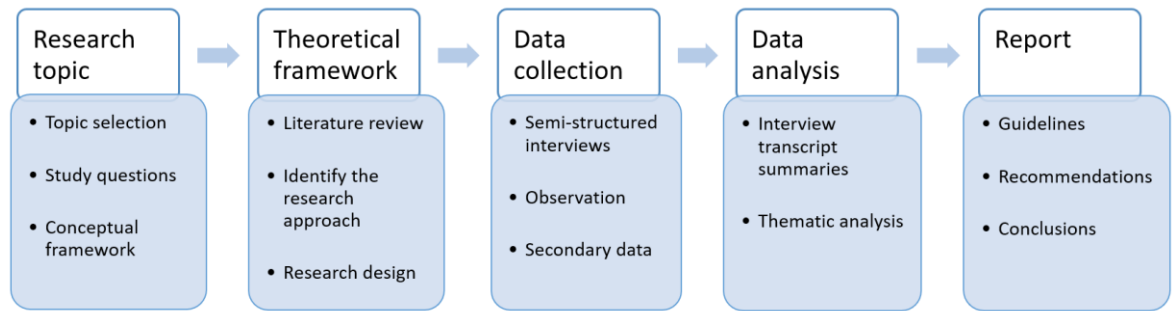 Research
topic
• Topic selection
• Study questions
• Conceptual
framework
Theoretical
framework
• Literature review
• Identify the
research
approach
• Research design
Data
collection
• Semi-structured
interviews
• Observation
• Secondary data
Data
analysis
• Interview
transcript
summaries
• Thematic analysis
Report
• Guidelines
• Recommendations
• Conclusions